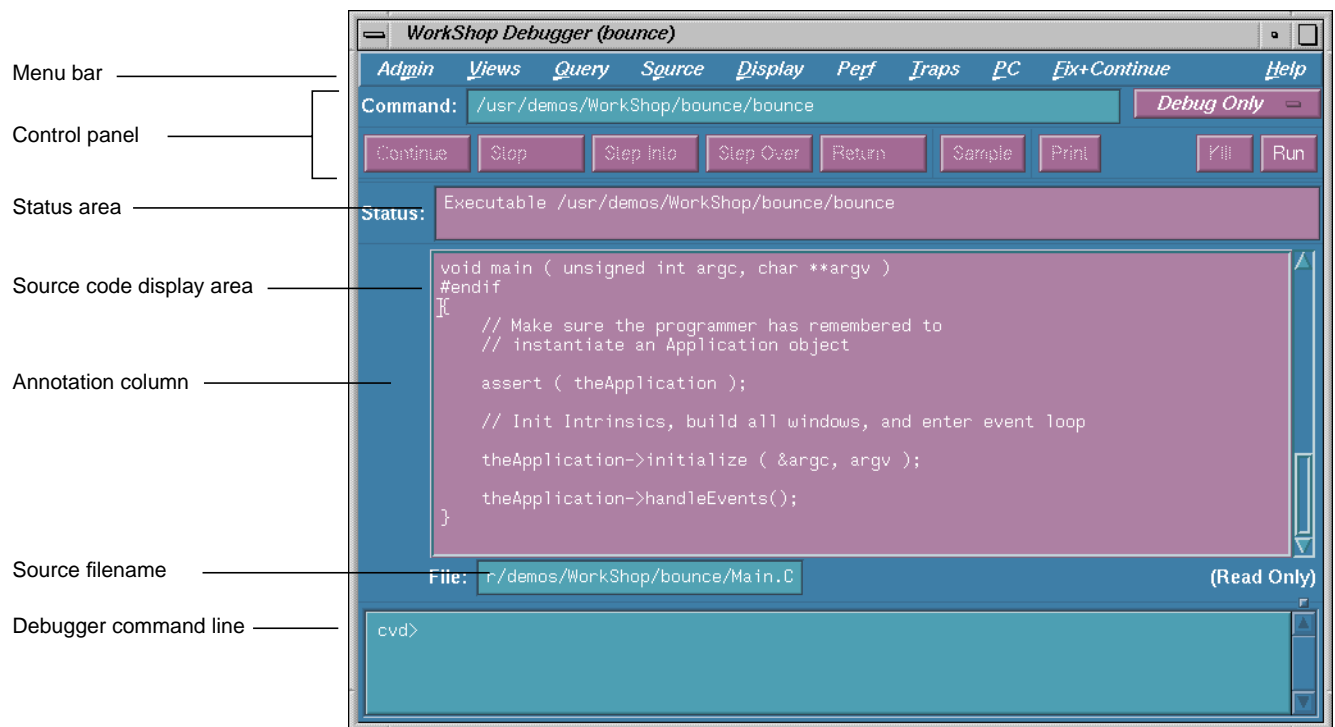 WorkShop Debugger (bounce)
Menu bar
Admin Views Query Source Display Perf Traps PC Fix+Continue Help
Command: /usr/demos/WorkShop/bounce/bounce Debug Only
Control panel
Continue Stop Step Into Step Over Return Sample Print Kill Run
Status area
Status: Executable /usr/demos/WorkShop/bounce/bounce
void main ( unsigned int argc, char **argv )
Source code display area
#endif
{
// Make sure the programmer has remembered to
// instantiate an Application object
Annotation column
assert ( theApplication );
// Init Intrinsics, build all windows, and enter event loop
theApplication->initialize ( &argc, argv );
theApplication->handleEvents();
}
Source filename
File: r/demos/WorkShop/bounce/Main.C (Read Only)
Debugger command line
cvd>